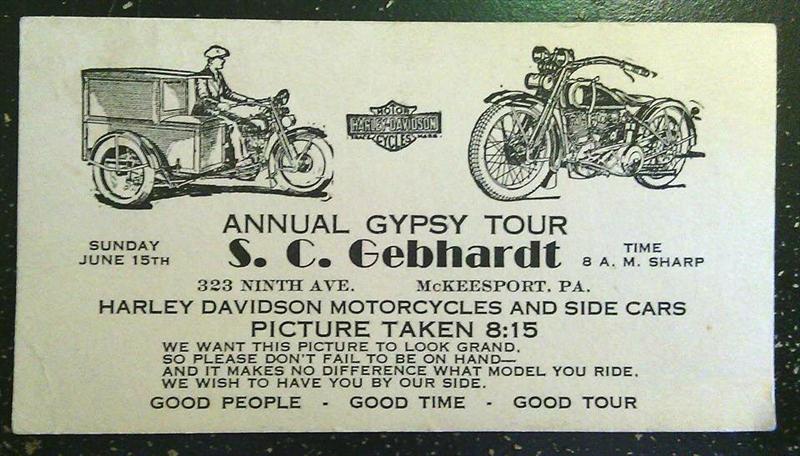 MOTOR
HARLEY-DAVIDSON
CYCLES
ANNUAL GYPSY TOUR
SUNDAY
JUNE 15TH
S. C. Gebhardt
TIME
8 A. M. SHARP
323 NINTH AVE. McKEESPORT, PA.
HARLEY DAVIDSON MOTORCYCLES AND SIDE CARS
PICTURE TAKEN 8:15
WE WANT THIS PICTURE TO LOOK GRAND,
SO PLEASE DON'T FAIL TO BE ON HAND—
AND IT MAKES NO DIFFERENCE WHAT MODEL YOU RIDE,
WE WISH TO HAVE YOU BY OUR SIDE.
GOOD PEOPLE - GOOD TIME - GOOD TOUR